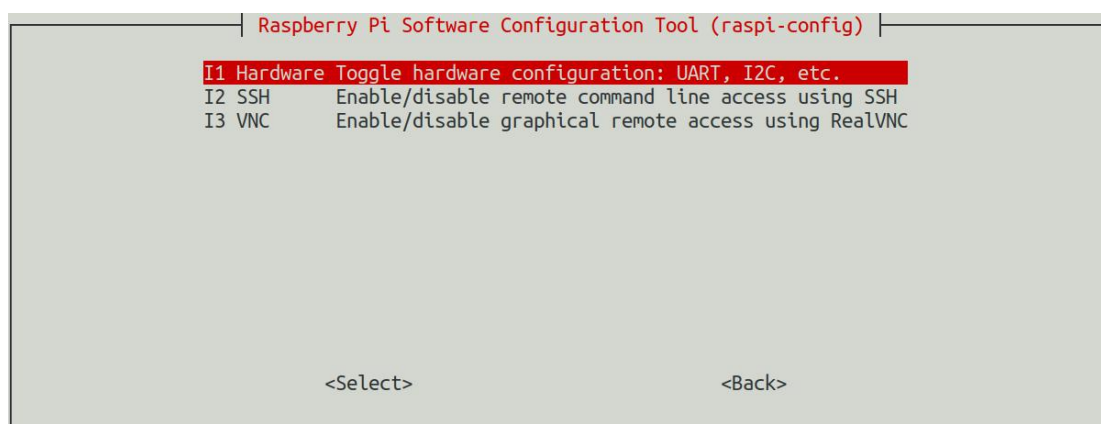 Raspberry Pi Software Configuration Tool (raspi-config)
I1 Hardware Toggle hardware configuration: UART, I2C, etc.
I2 SSH Enable/disable remote command line access using SSH
I3 VNC Enable/disable graphical remote access using RealVNC
<Select> <Back>